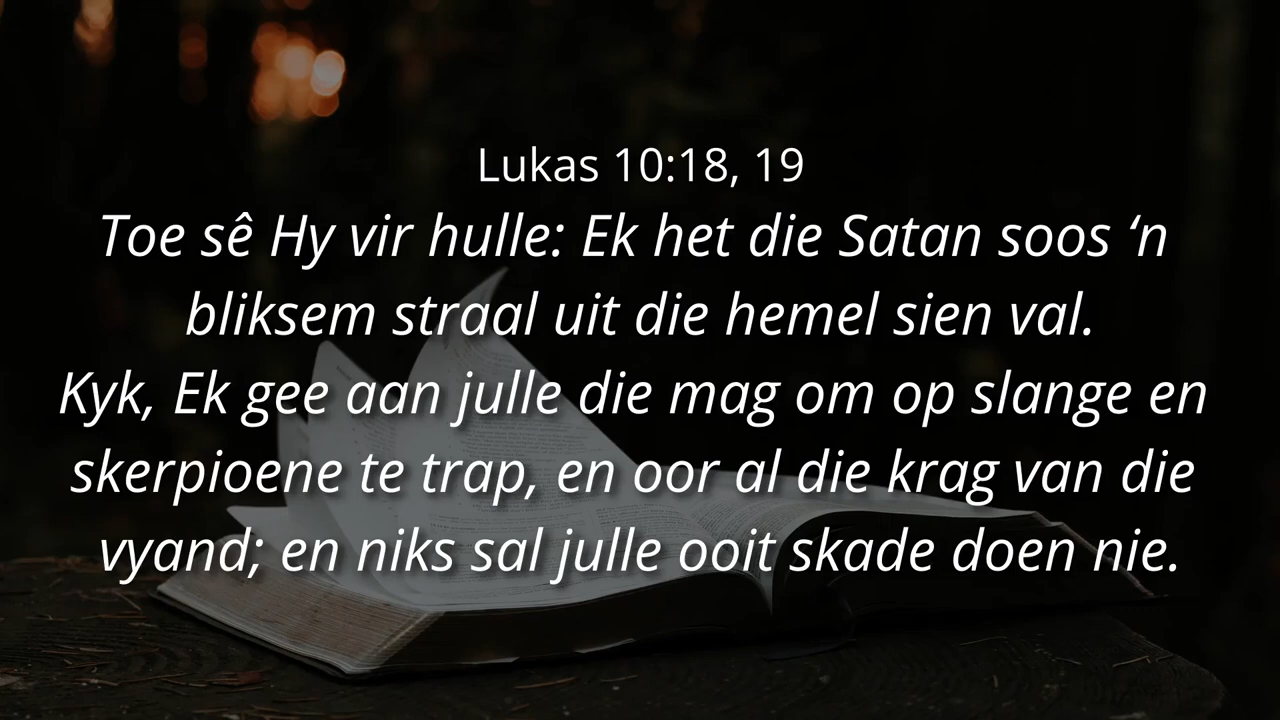 Lukas 10:18, 19
Toe sê Hy vir hulle: Ek het die Satan soos ‘n
bliksem straal uit die hemel sien val.
Kyk, Ek gee aan julle die mag om op slange en
skerpioene te trap, en oor al die krag van die
vyand; en niks sal julle ooit skade doen nie.